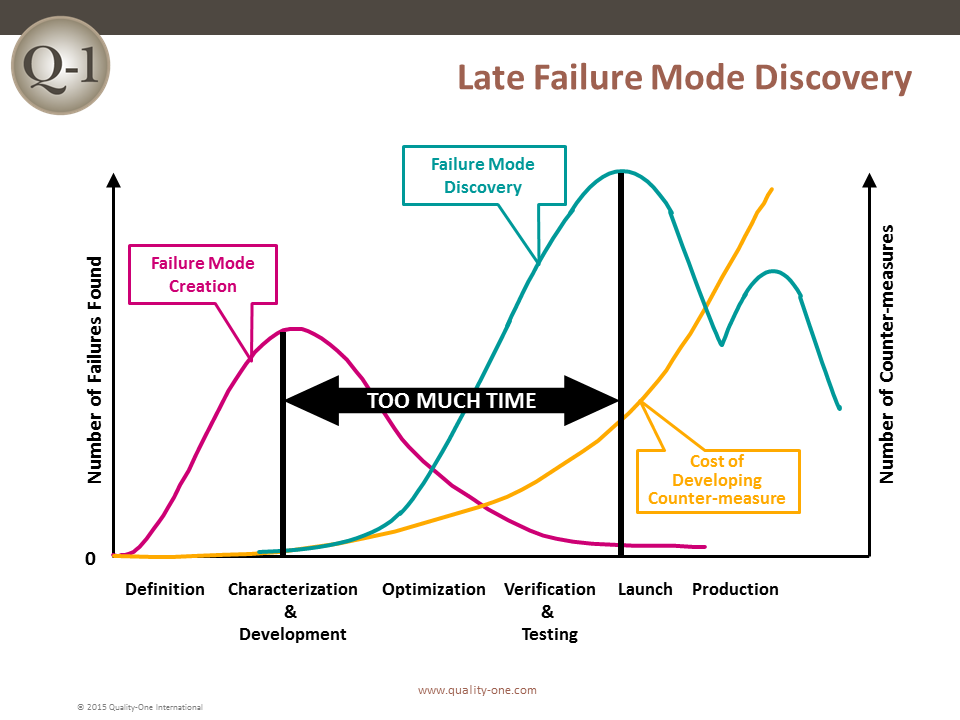 Q-1
Late Failure Mode Discovery
Failure Mode
Discovery
Failure Mode
Creation
Number of Failures Found
Number of Counter-measures
TOO MUCH TIME
Cost of
Developing
Counter-measure
0
Definition
Characterization
&
Development
Optimization
Verification
&
Testing
Launch
Production
www.quality-one.com
© 2015 Quality-One International